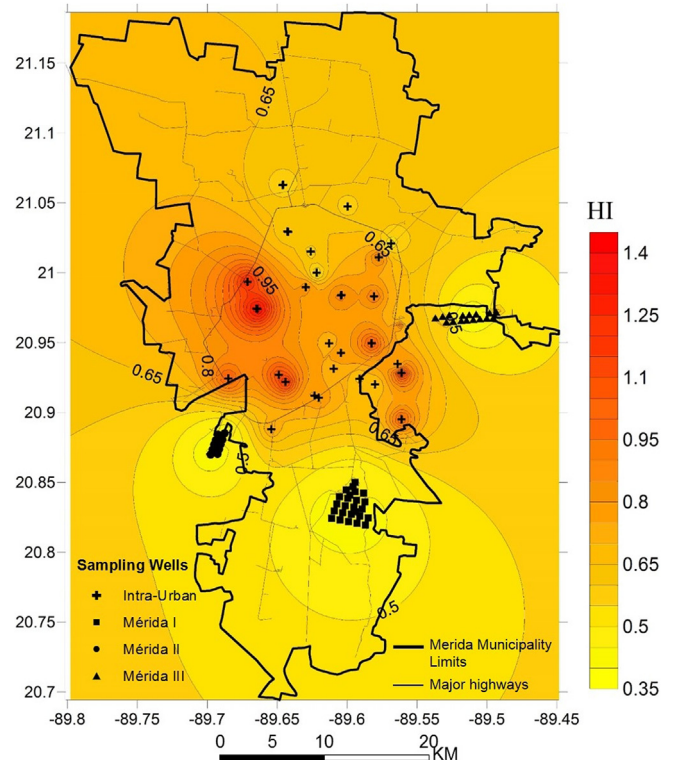 21.15
21.1
21.05
21
20.95
20.9
20.85
20.8
20.75
20.7
-89.8 -89.75 -89.7 -89.65 -89.6 -89.55 -89.5 -89.45
0.65
0.65
0.95
0.8
0.65
0.5
0.65
0.5
0.5
HI
1.4
1.25
1.1
0.95
0.8
0.65
0.5
0.35
Sampling Wells
Intra-Urban
Mérida I
Mérida II
Mérida III
Merida Municipality
Limits
Major highways
0 5 10 20
KM